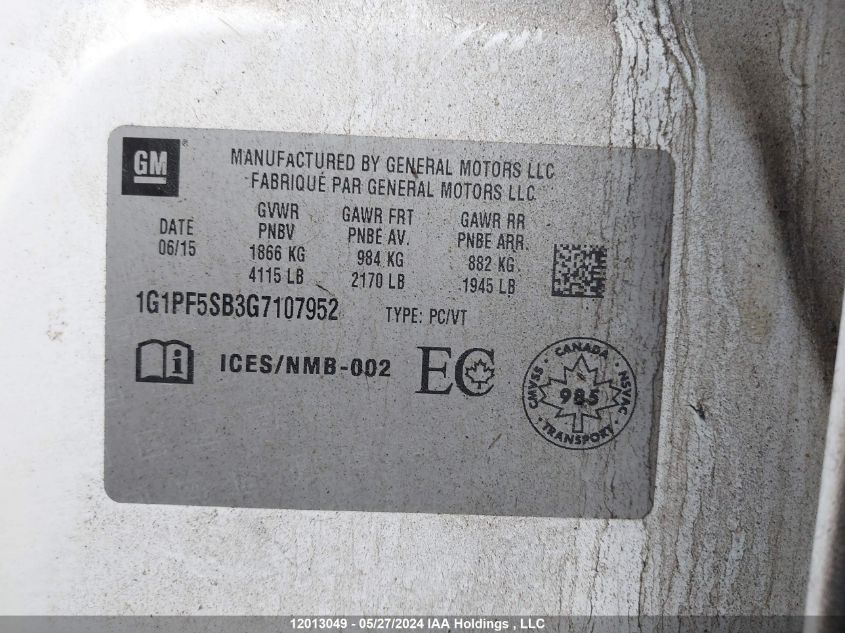 GM
MANUFACTURED BY GENERAL MOTORS LLC
FABRIQUÉ PAR GENERAL MOTORS LLC
DATE
06/15
GVWR
PNBV
1866 KG
4115 LB
GAWR FRT
PNBE AV.
984 KG
2170 LB
GAWR RR
PNBE ARR.
882 KG
1945 LB
1G1PF5SB3G7107952 TYPE: PC/VT
i ICES/NMB-002 EC
CANADA
CMVSS 985 NSVAC
TRANSPORT
12013049 - 05/27/2024 IAA Holdings , LLC